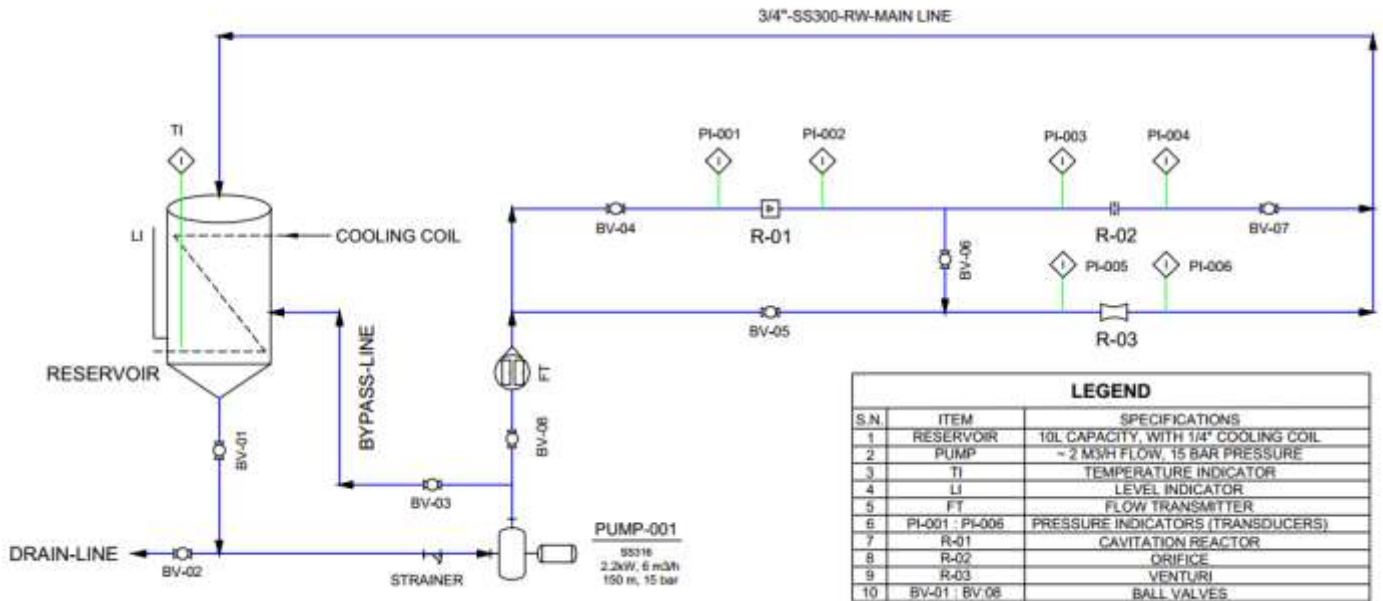 3/4"-SS300-RW-MAIN LINE
TI
PI-001
PI-002
PI-003
PI-004
I
I
I
I
I
BV-04
R-01
R-02
BV-07
LI
COOLING COIL
BV-06
I
PI-005
I
PI-006
BV-05
R-03
RESERVOIR
BYPASS-LINE
FT
BV-01
BV-08
BV-03
PUMP-001
SS316
2.2kW, 6 m3/h
150 m, 15 bar
DRAIN-LINE
BV-02
STRAINER
LEGEND
S.N. ITEM SPECIFICATIONS
1 RESERVOIR 10L CAPACITY, WITH 1/4" COOLING COIL
2 PUMP ~ 2 M3/H FLOW, 15 BAR PRESSURE
3 TI TEMPERATURE INDICATOR
4 LI LEVEL INDICATOR
5 FT FLOW TRANSMITTER
6 PI-001 : PI-006 PRESSURE INDICATORS (TRANSDUCERS)
7 R-01 CAVITATION REACTOR
8 R-02 ORIFICE
9 R-03 VENTURI
10 BV-01 : BV:08 BALL VALVES